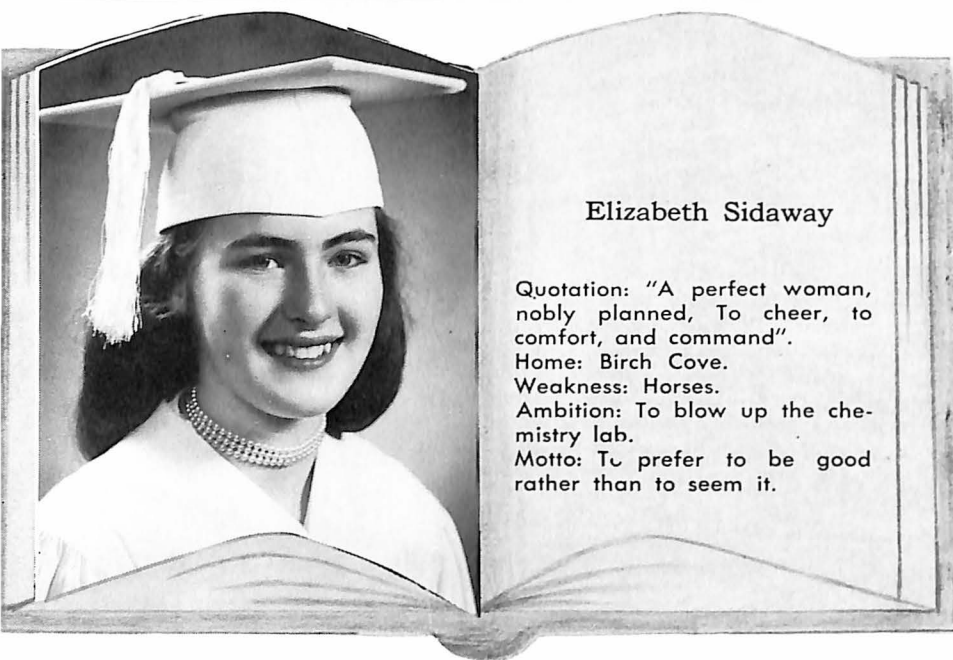 Elizabeth Sidaway
Quotation: "A perfect woman,
nobly planned, To cheer, to
comfort, and command".
Home: Birch Cove.
Weakness: Horses.
Ambition: To blow up the che-
mistry lab.
Motto: To prefer to be good
rather than to seem it.